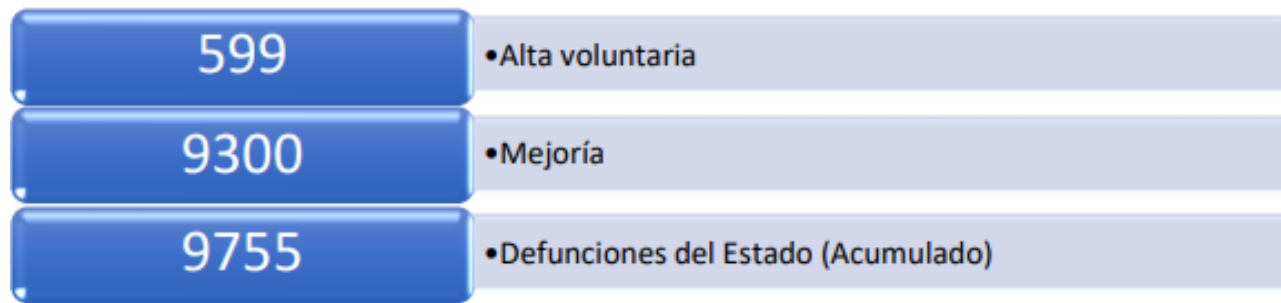 599
•Alta voluntaria
9300
•Mejoría
9755
•Defunciones del Estado (Acumulado)